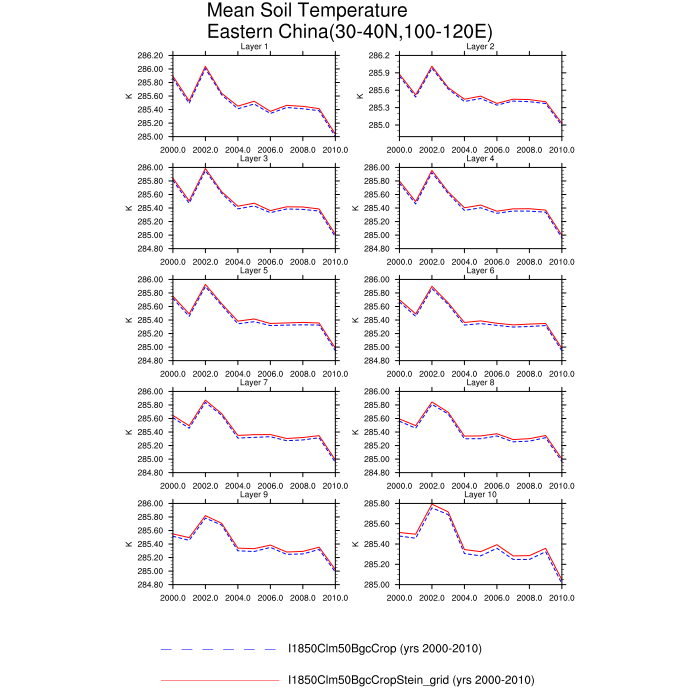 Mean Soil Temperature
Eastern China(30-40N,100-120E)
Layer 1
286.20
286.00
285.80
285.60
285.40
285.20
285.00
K
2000.0 2002.0 2004.0 2006.0 2008.0 2010.0
Layer 2
286.2
285.9
285.6
285.3
285.0
K
2000.0 2002.0 2004.0 2006.0 2008.0 2010.0
Layer 3
286.00
285.80
285.60
285.40
285.20
285.00
284.80
K
2000.0 2002.0 2004.0 2006.0 2008.0 2010.0
Layer 4
286.00
285.80
285.60
285.40
285.20
285.00
284.80
K
2000.0 2002.0 2004.0 2006.0 2008.0 2010.0
Layer 5
286.00
285.80
285.60
285.40
285.20
285.00
284.80
K
2000.0 2002.0 2004.0 2006.0 2008.0 2010.0
Layer 6
286.00
285.80
285.60
285.40
285.20
285.00
284.80
K
2000.0 2002.0 2004.0 2006.0 2008.0 2010.0
Layer 7
286.00
285.80
285.60
285.40
285.20
285.00
284.80
K
2000.0 2002.0 2004.0 2006.0 2008.0 2010.0
Layer 8
286.00
285.80
285.60
285.40
285.20
285.00
284.80
K
2000.0 2002.0 2004.0 2006.0 2008.0 2010.0
Layer 9
286.00
285.80
285.60
285.40
285.20
285.00
284.80
K
2000.0 2002.0 2004.0 2006.0 2008.0 2010.0
Layer 10
285.80
285.60
285.40
285.20
285.00
K
2000.0 2002.0 2004.0 2006.0 2008.0 2010.0
I1850Clm50BgcCrop (yrs 2000-2010)
I1850Clm50BgcCropStein_grid (yrs 2000-2010)